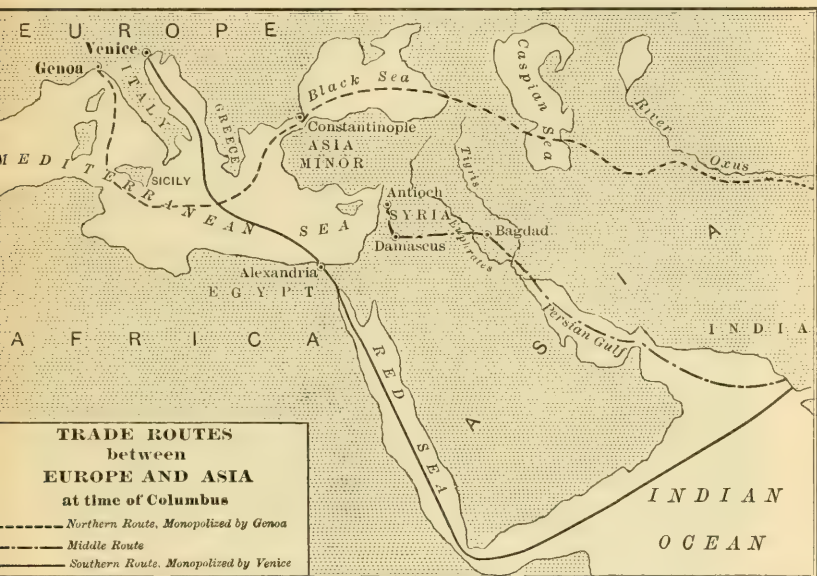 EUROPE
Venice
Genoa
ITALY
GREECE
Black Sea
Caspian Sea
River Oxus
Constantinople
ASIA
MINOR
MEDITERRANEAN SEA
SICILY
Tigris
Antioch
SYRIA
Euphrates
Bagdad
Damascus
Alexandria
EGYPT
ASIA
Persian Gulf
INDIA
AFRICA
RED SEA
INDIAN
OCEAN
TRADE ROUTES
between
EUROPE AND ASIA
at time of Columbus
Northern Route, Monopolized by Genoa
Middle Route
Southern Route. Monopolized by Venice